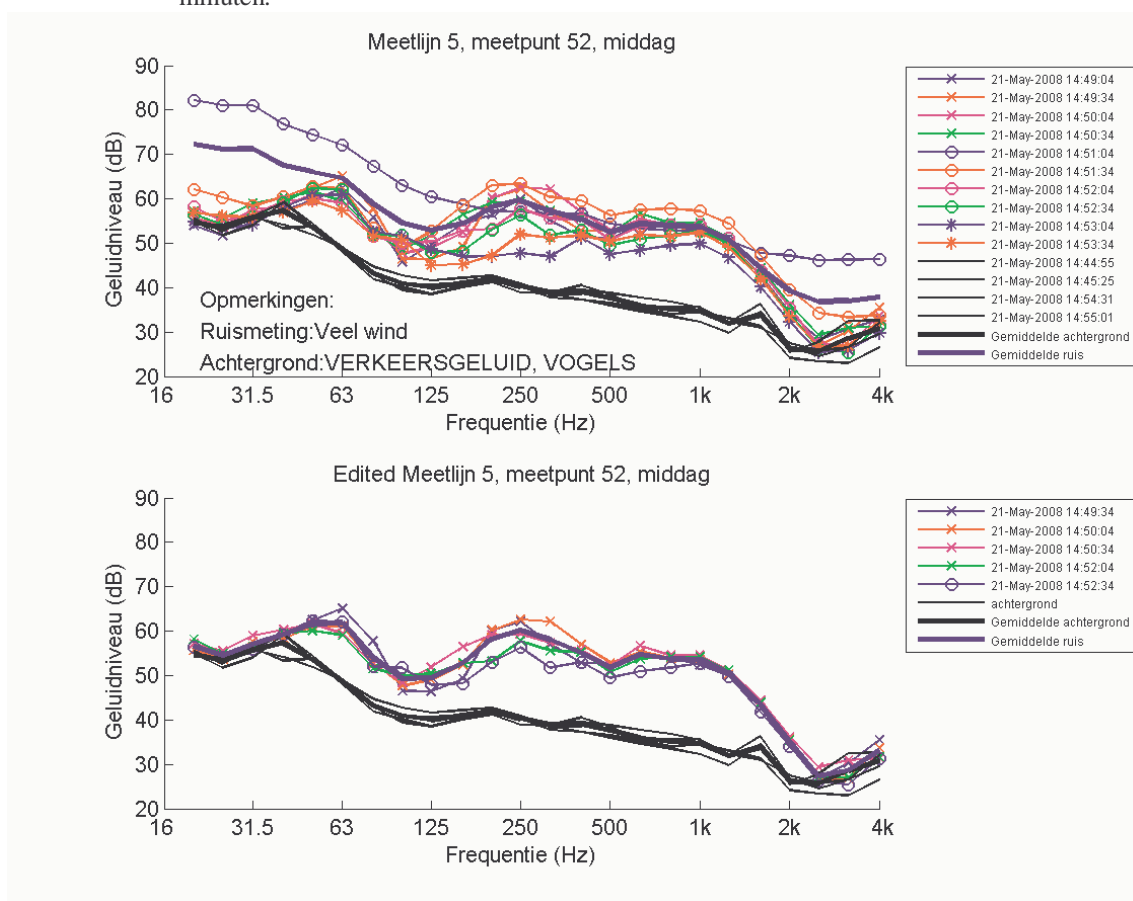 minuten.
Meetlijn 5, meetpunt 52, middag
90
80
70
60
50
40
30
20
Geluidniveau (dB)
Opmerkingen:
Ruismeting:Veel wind
Achtergrond:VERKEERSGELUID, VOGELS
16 31.5 63 125 250 500 1k 2k 4k
Frequentie (Hz)
21-May-2008 14:49:04
21-May-2008 14:49:34
21-May-2008 14:50:04
21-May-2008 14:50:34
21-May-2008 14:51:04
21-May-2008 14:51:34
21-May-2008 14:52:04
21-May-2008 14:52:34
21-May-2008 14:53:04
21-May-2008 14:53:34
21-May-2008 14:44:55
21-May-2008 14:45:25
21-May-2008 14:54:31
21-May-2008 14:55:01
Gemiddelde achtergrond
Gemiddelde ruis
Edited Meetlijn 5, meetpunt 52, middag
90
80
70
60
50
40
30
20
Geluidniveau (dB)
16 31.5 63 125 250 500 1k 2k 4k
Frequentie (Hz)
21-May-2008 14:49:34
21-May-2008 14:50:04
21-May-2008 14:50:34
21-May-2008 14:52:04
21-May-2008 14:52:34
achtergrond
Gemiddelde achtergrond
Gemiddelde ruis